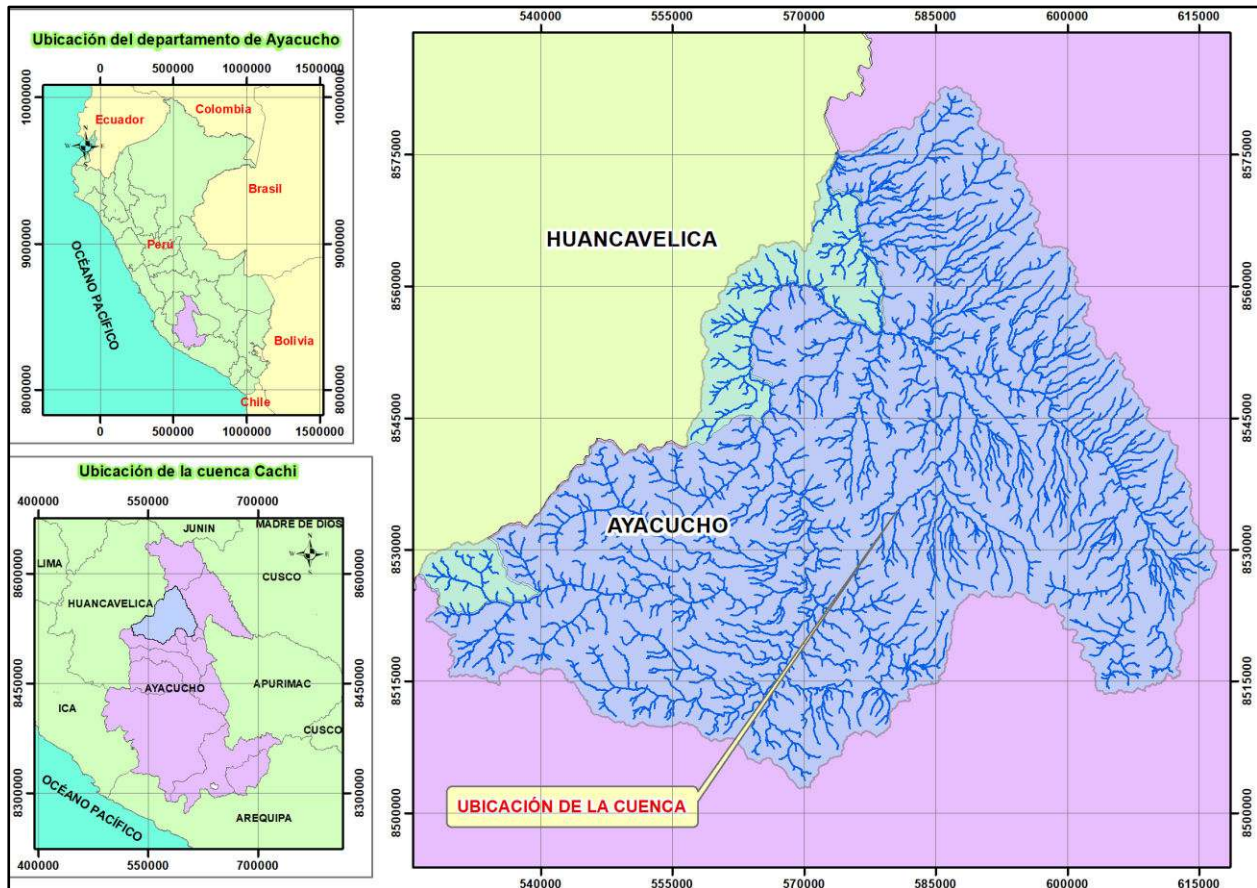 Ubicación del departamento de Ayacucho
0 500000 1000000 1500000
10000000
9000000
8000000
10000000
9000000
8000000
Ecuador
Colombia
N
W E
S
Brasil
Perú
OCÉANO PACÍFICO
Bolivia
Chile
0 500000 1000000 1500000
Ubicación de la cuenca Cachi
400000 550000 700000
8600000
8450000
8300000
8600000
8450000
8300000
JUNIN
MADRE DE DIOS
N
W E
S
LIMA
CUSCO
HUANCAVELICA
AYACUCHO
APURIMAC
ICA
CUSCO
OCÉANO PACÍFICO
AREQUIPA
400000 550000 700000
540000 555000 570000 585000 600000 615000
8575000
8560000
8545000
8530000
8515000
8500000
HUANCAVELICA
AYACUCHO
UBICACIÓN DE LA CUENCA
8575000
8560000
8545000
8530000
8515000
8500000
540000 555000 570000 585000 600000 615000